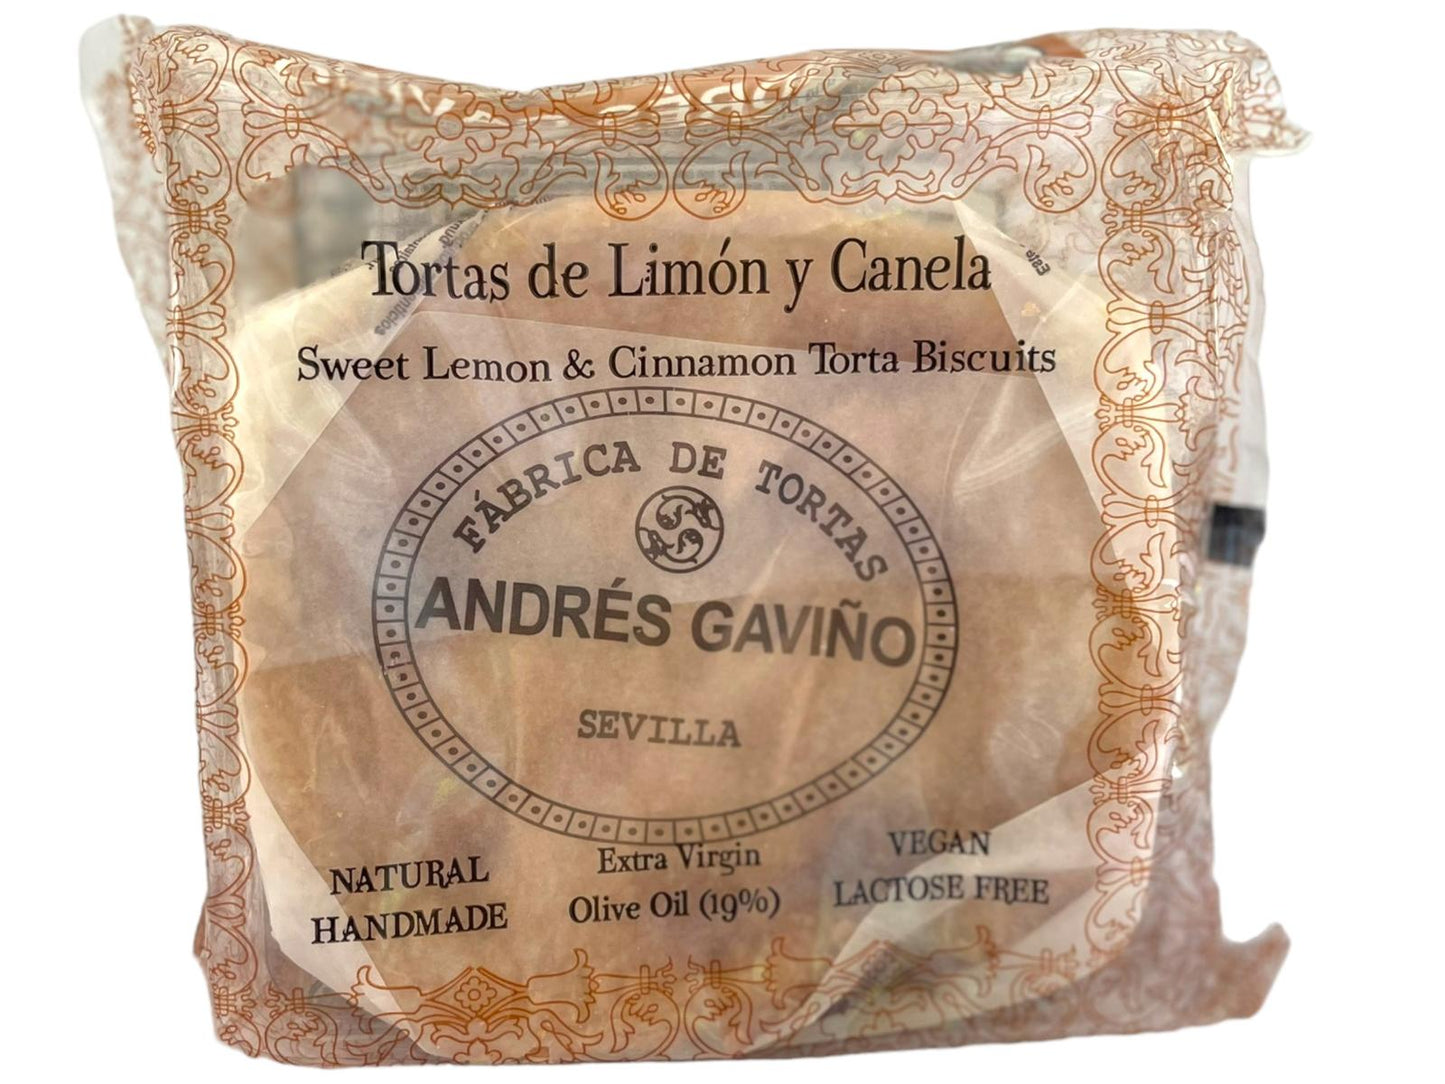 Tortas de Limón y Canela
Sweet Lemon & Cinnamon Torta Biscuits
FÁBRICA DE TORTAS
ANDRÉS GAVIÑO
SEVILLA
NATURAL
HANDMADE
Extra Virgin
Olive Oil (19%)
VEGAN
LACTOSE FREE